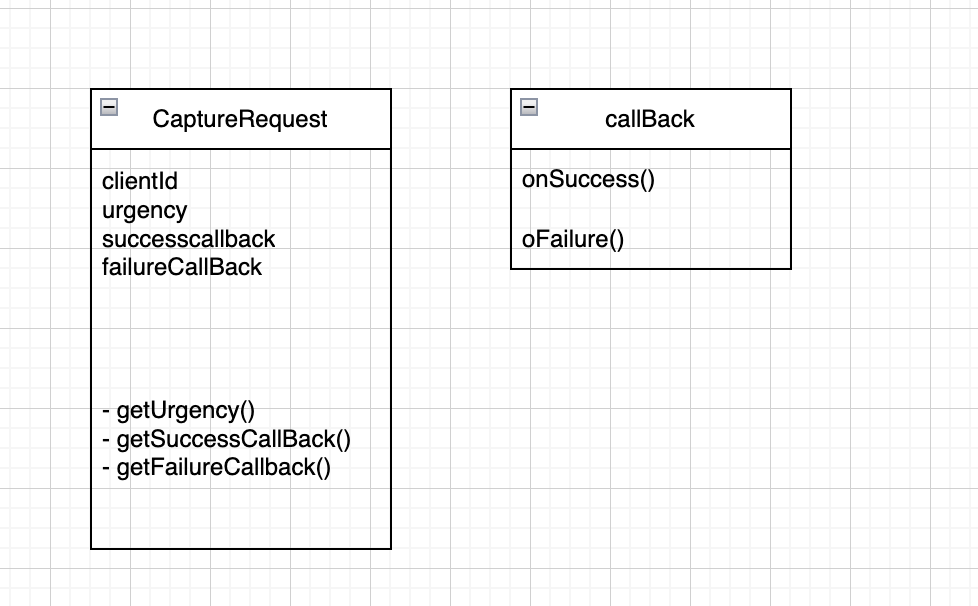 CaptureRequest
clientId
urgency
successcallback
failureCallBack
- getUrgency()
- getSuccessCallBack()
- getFailureCallback()
callBack
onSuccess()
oFailure()